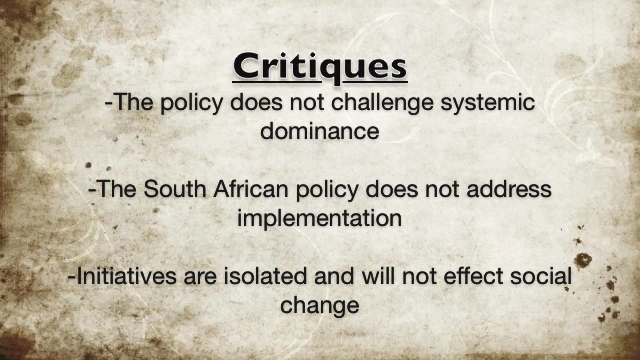 Critiques
-The policy does not challenge systemic
dominance
-The South African policy does not address
implementation
-Initiatives are isolated and will not effect social
change